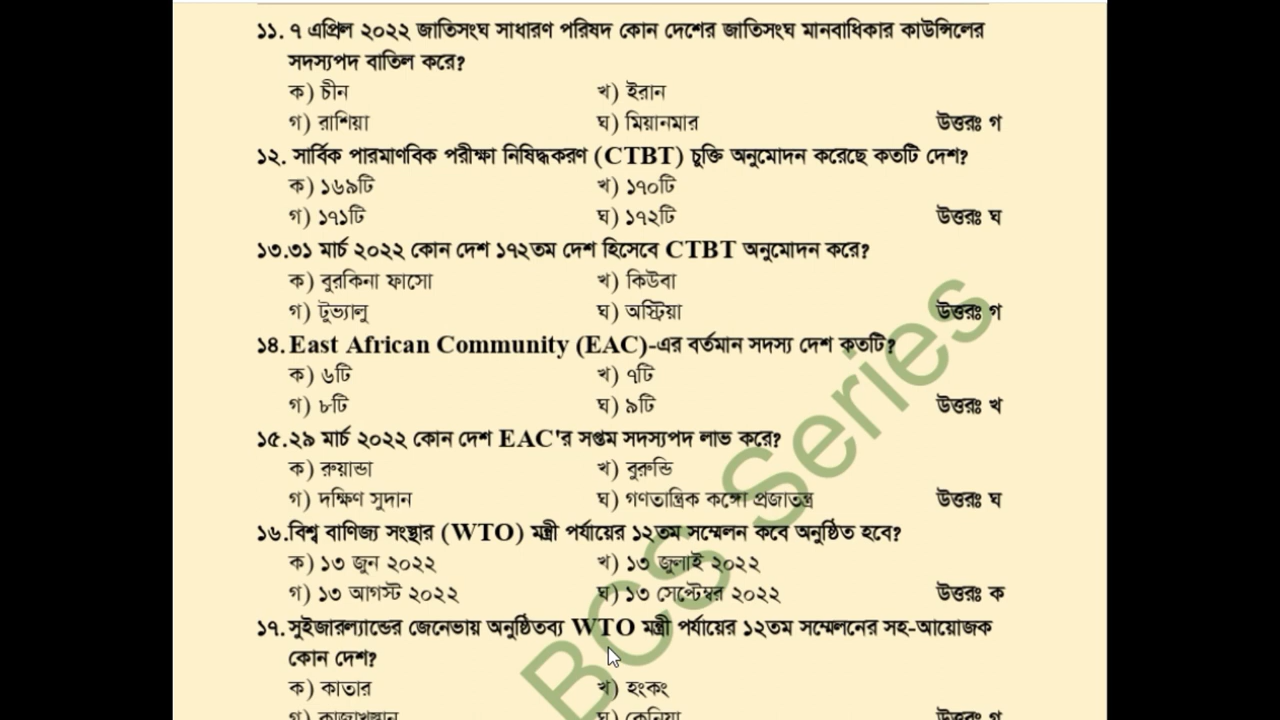 ১১. ৭ এপ্রিল ২০২২ জাতিসংঘ সাধারণ পরিষদ কোন দেশের জাতিসংঘ মানবাধিকার কাউন্সিলের
সদস্যপদ বাতিল করে?
ক) চীন খ) ইরান
গ) রাশিয়া ঘ) মিয়ানমার উত্তরঃ গ
১২. সার্বিক পারমাণবিক পরীক্ষা নিষিদ্ধকরণ (CTBT) চুক্তি অনুমোদন করেছে কতটি দেশ?
ক) ১৬৯টি খ) ১৭০টি
গ) ১৭১টি ঘ) ১৭২টি উত্তরঃ ঘ
১৩.৩১ মার্চ ২০২২ কোন দেশ ১৭২তম দেশ হিসেবে CTBT অনুমোদন করে?
ক) বুরকিনা ফাসো খ) কিউবা
গ) টুভ্যালু ঘ) অস্ট্রিয়া উত্তরঃ গ
১৪.East African Community (EAC)-এর বর্তমান সদস্য দেশ কতটি?
ক) ৬টি খ) ৭টি
গ) ৮টি ঘ) ৯টি উত্তরঃ খ
১৫.২৯ মার্চ ২০২২ কোন দেশ EAC'র সপ্তম সদস্যপদ লাভ করে?
ক) রুয়ান্ডা খ) বুরুন্ডি
গ) দক্ষিণ সুদান ঘ) গণতান্ত্রিক কঙ্গো প্রজাতন্ত্র উত্তরঃ ঘ
১৬.বিশ্ব বাণিজ্য সংস্থার (WTO) মন্ত্রী পর্যায়ের ১২তম সম্মেলন কবে অনুষ্ঠিত হবে?
ক) ১৩ জুন ২০২২ খ) ১৩ জুলাই ২০২২
গ) ১৩ আগস্ট ২০২২ ঘ) ১৩ সেপ্টেম্বর ২০২২ উত্তরঃ ক
১৭. সুইজারল্যান্ডের জেনেভায় অনুষ্ঠিতব্য WTO মন্ত্রী পর্যায়ের ১২তম সম্মেলনের সহ-আয়োজক
কোন দেশ?
ক) কাতার খ) হংকং
গ) কাজাখস্তান ঘ) কেনিয়া উত্তরঃ গ
BCS Series